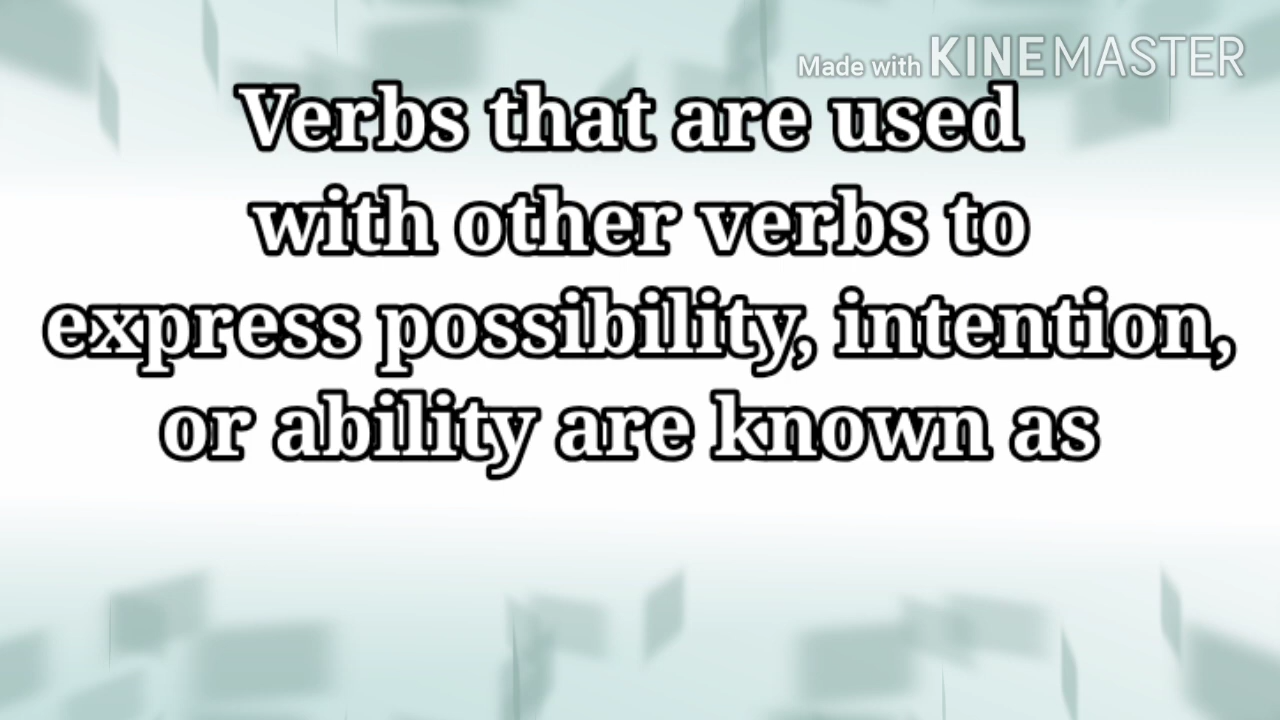 Made with KINEMASTER
Verbs that are used
with other verbs to
express possibility, intention,
or ability are known as